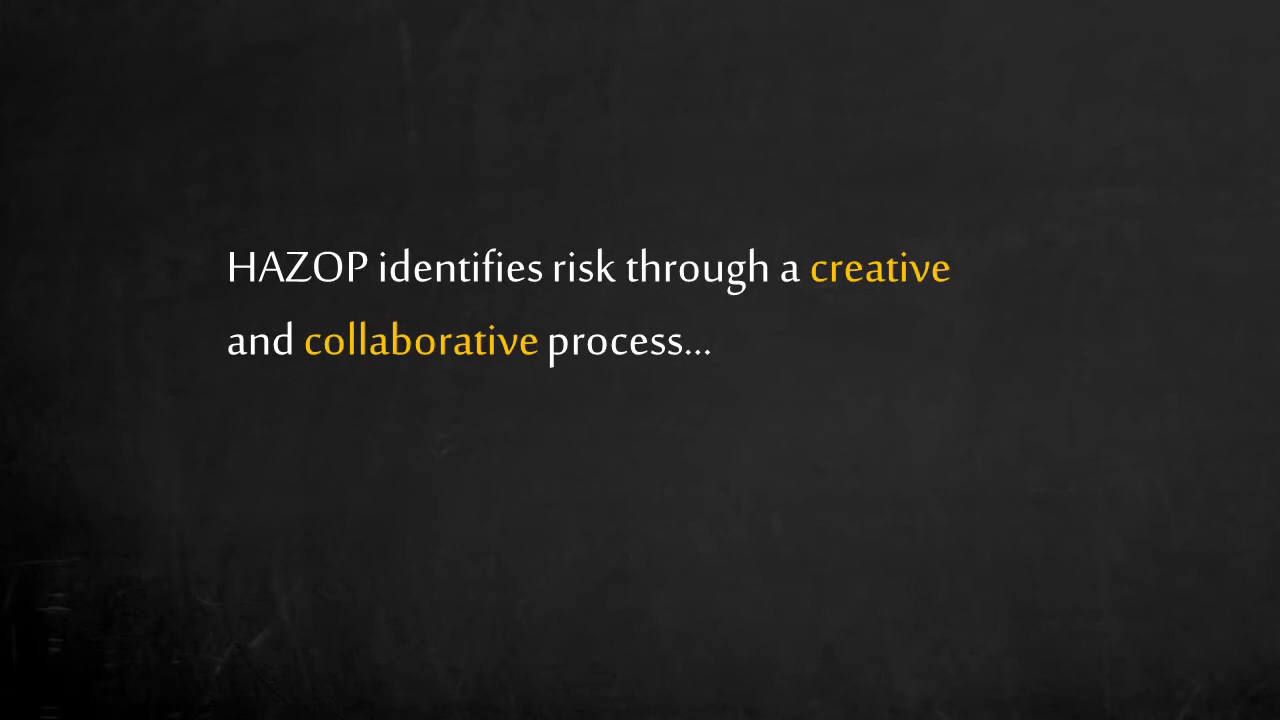 HAZOP identifies risk through a creative
and collaborative process...